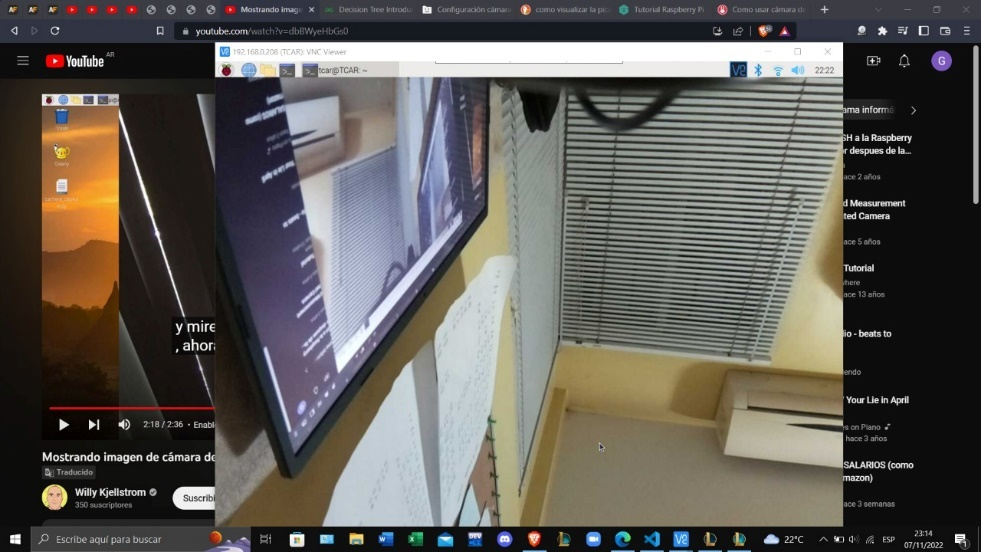 Mostrando image
Decision Tree Introdu
Configuración cámar
como visualizar la pic
Tutorial Raspberry Pi
Como usar cámara de
youtube.com/watch?v=dbBWyeHbGs0
192.168.0.208 (TCAR): VNC Viewer
YouTube AR
G
tcar@TCAR: ~
22:22
ama informá
SH a la Raspberry
r despues de la...
ace 2 años
d Measurement
ted Camera
ace 5 años
Tutorial
where
ace 13 años
y mire
, ahora
io - beats to
endo
2:18 / 2:36 • Enabl
Your Lie in April
es on Piano
hace 3 años
Mostrando imagen de cámara de
Traducido
SALARIOS (como
mazon)
ace 3 semanas
Willy Kjellstrom
350 suscriptores
Suscribi
Escribe aquí para buscar
22°C
ESP
23:14
07/11/2022